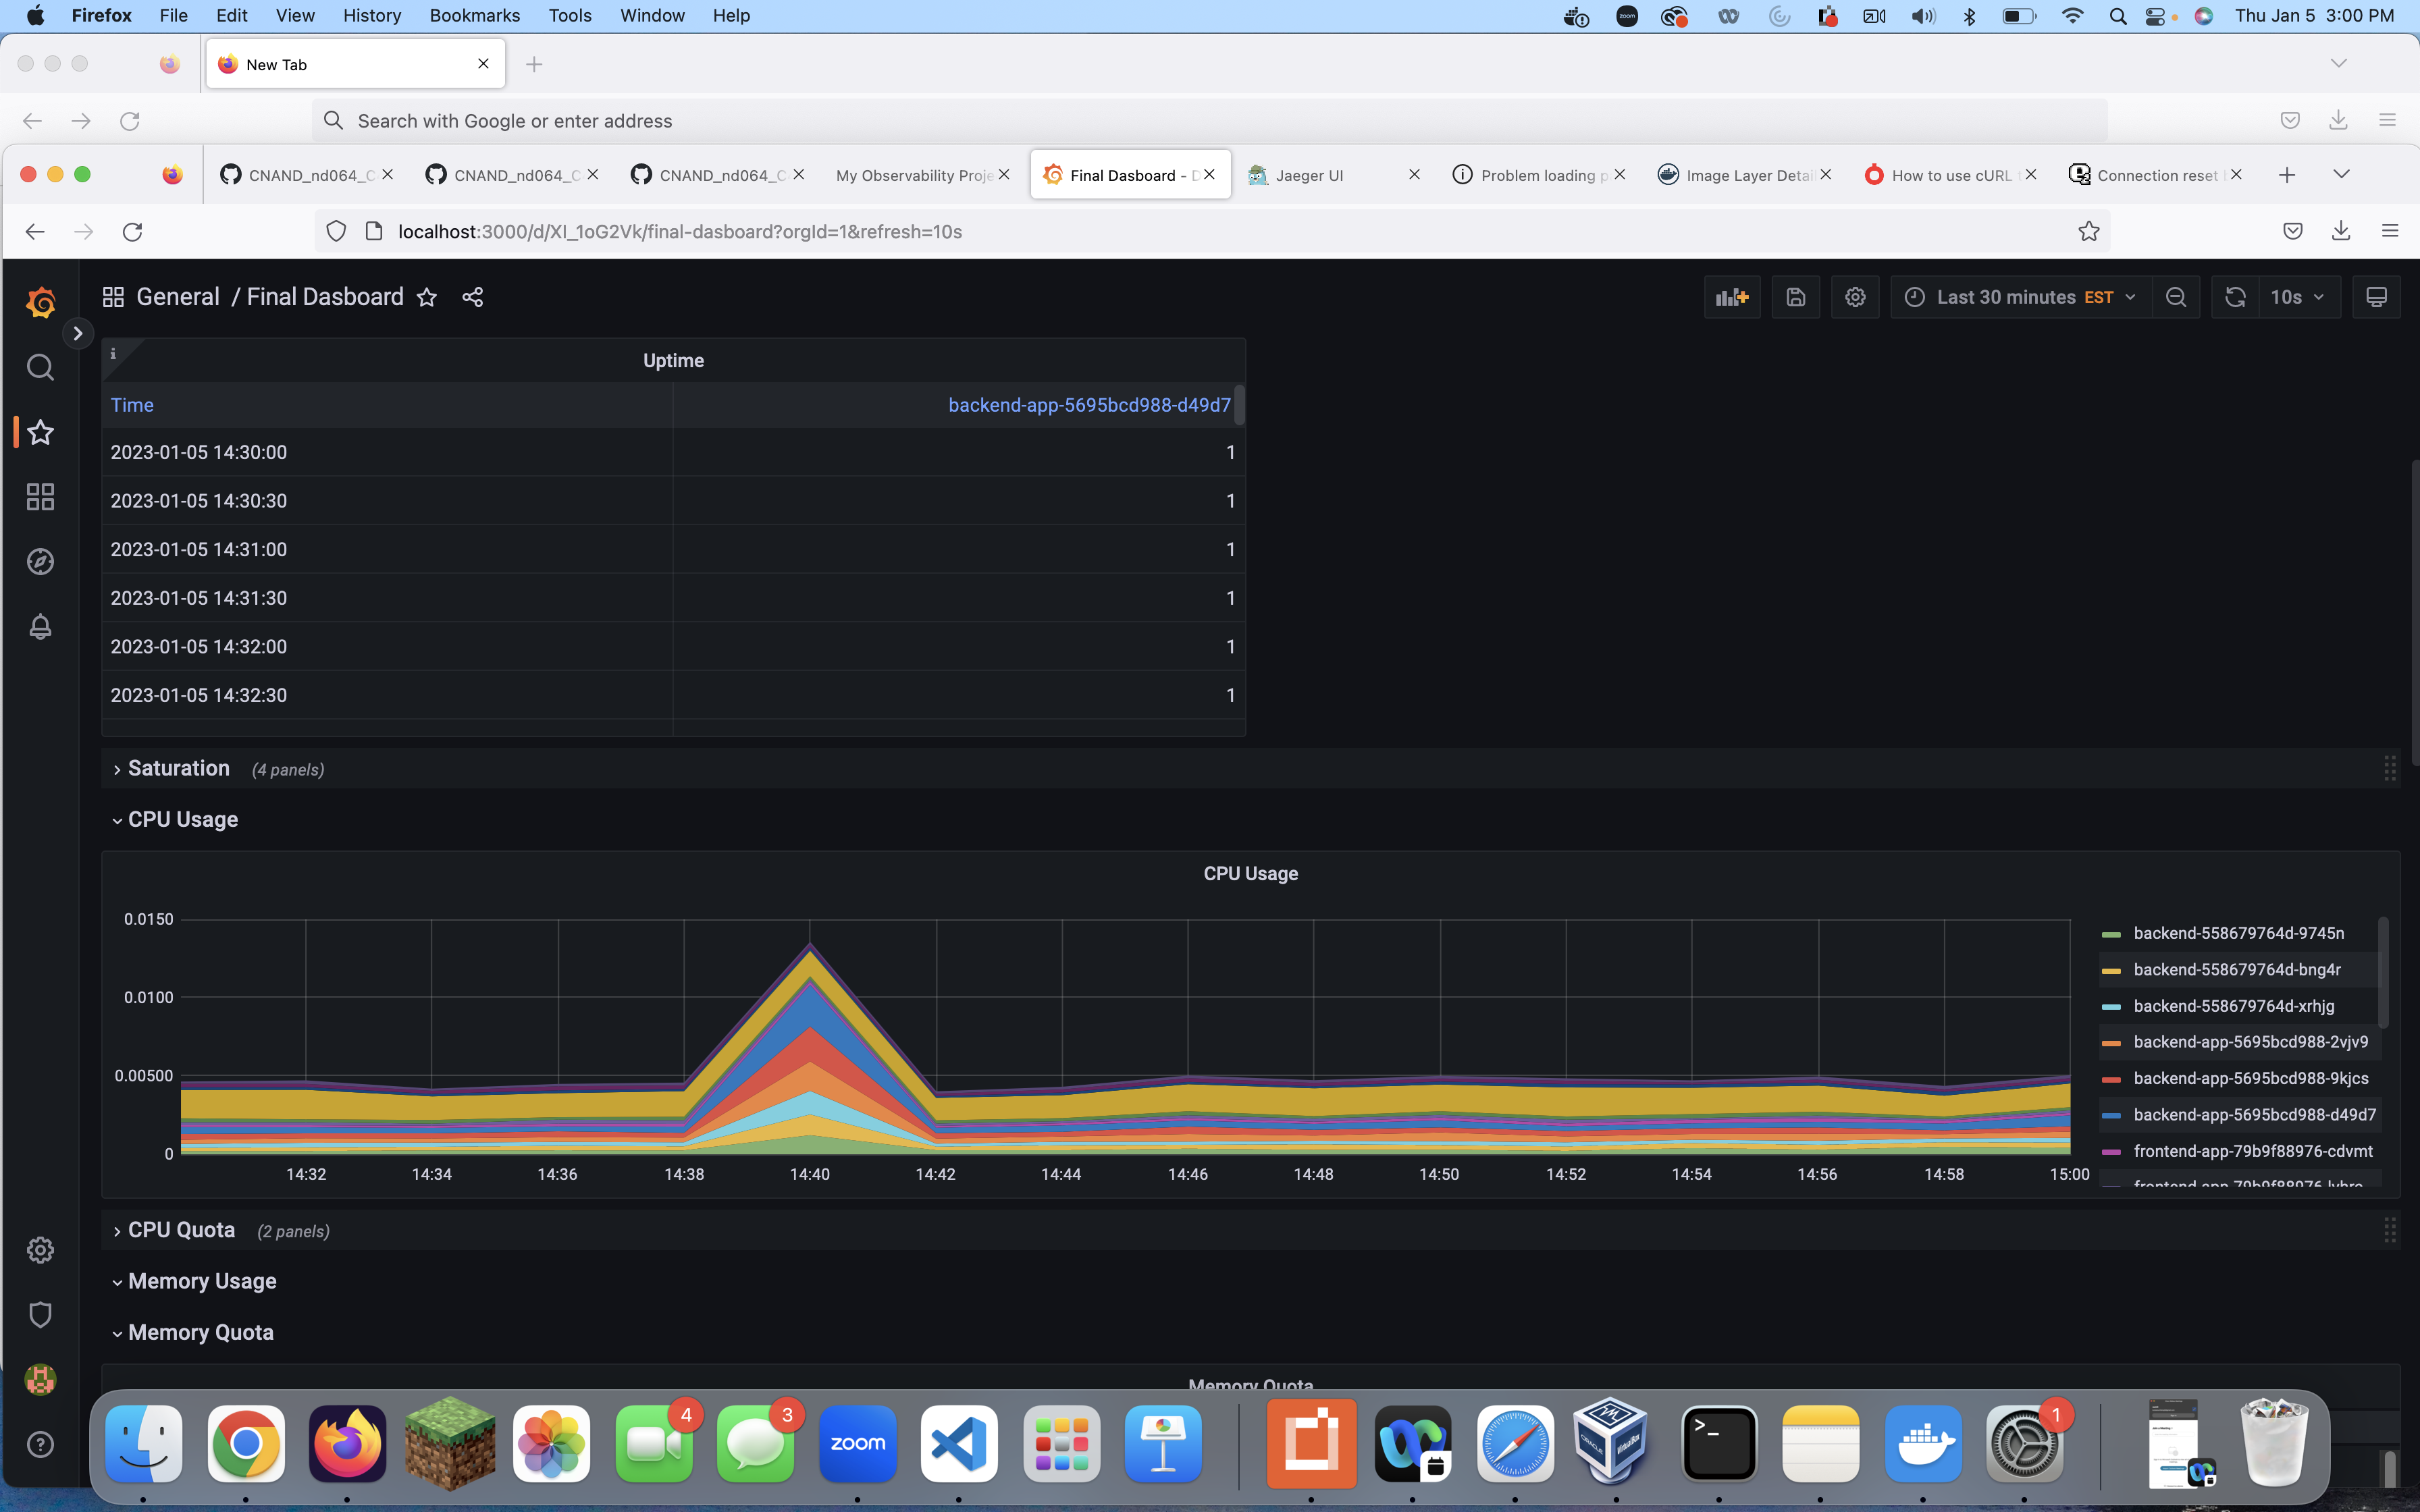 Firefox File Edit View History Bookmarks Tools Window Help zoom Thu Jan 5 3:00 PM
New Tab
Search with Google or enter address
CNAND_nd064_C CNAND_nd064_C CNAND_nd064_C My Observability Proje Final Dasboard - D Jaeger UI Problem loading p Image Layer Detai How to use cURL Connection reset
localhost:3000/d/XI_1oG2Vk/final-dasboard?orgId=1&refresh=10s
General / Final Dasboard Last 30 minutes EST 10s
Uptime
Time backend-app-5695bcd988-d49d7
2023-01-05 14:30:00 1
2023-01-05 14:30:30 1
2023-01-05 14:31:00 1
2023-01-05 14:31:30 1
2023-01-05 14:32:00 1
2023-01-05 14:32:30 1
Saturation (4 panels)
CPU Usage
CPU Usage
0.0150
0.0100
0.00500
0
14:32 14:34 14:36 14:38 14:40 14:42 14:44 14:46 14:48 14:50 14:52 14:54 14:56 14:58 15:00
backend-558679764d-9745n
backend-558679764d-bng4r
backend-558679764d-xrhjg
backend-app-5695bcd988-2vjv9
backend-app-5695bcd988-9kjcs
backend-app-5695bcd988-d49d7
frontend-app-79b9f88976-cdvmt
CPU Quota (2 panels)
Memory Usage
Memory Quota
Memory Quota
4 3 zoom 1